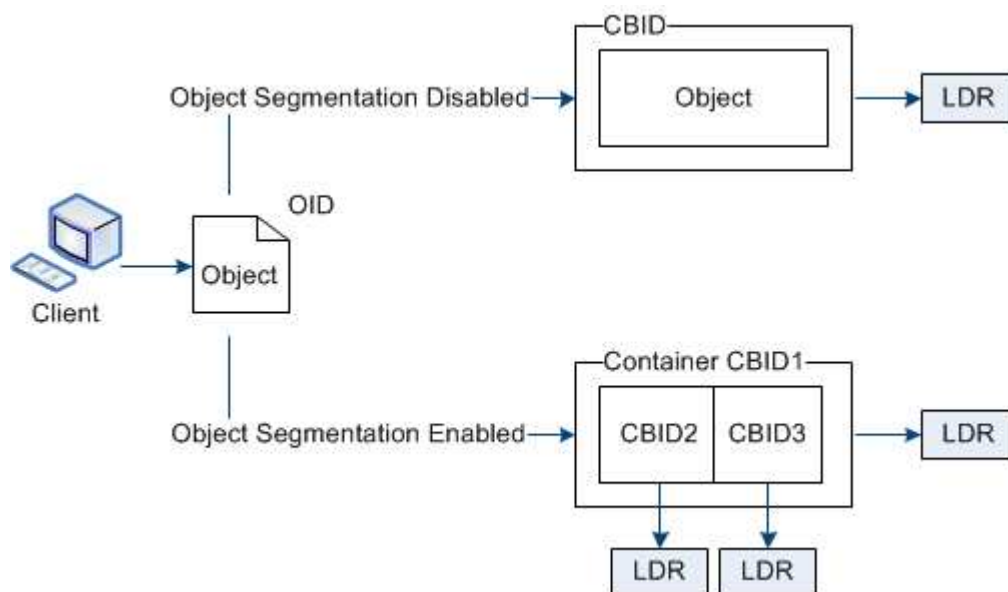 CBID
Object Segmentation Disabled
Object
LDR
OID
Object
Client
Container CBID1
Object Segmentation Enabled
CBID2
CBID3
LDR
LDR
LDR